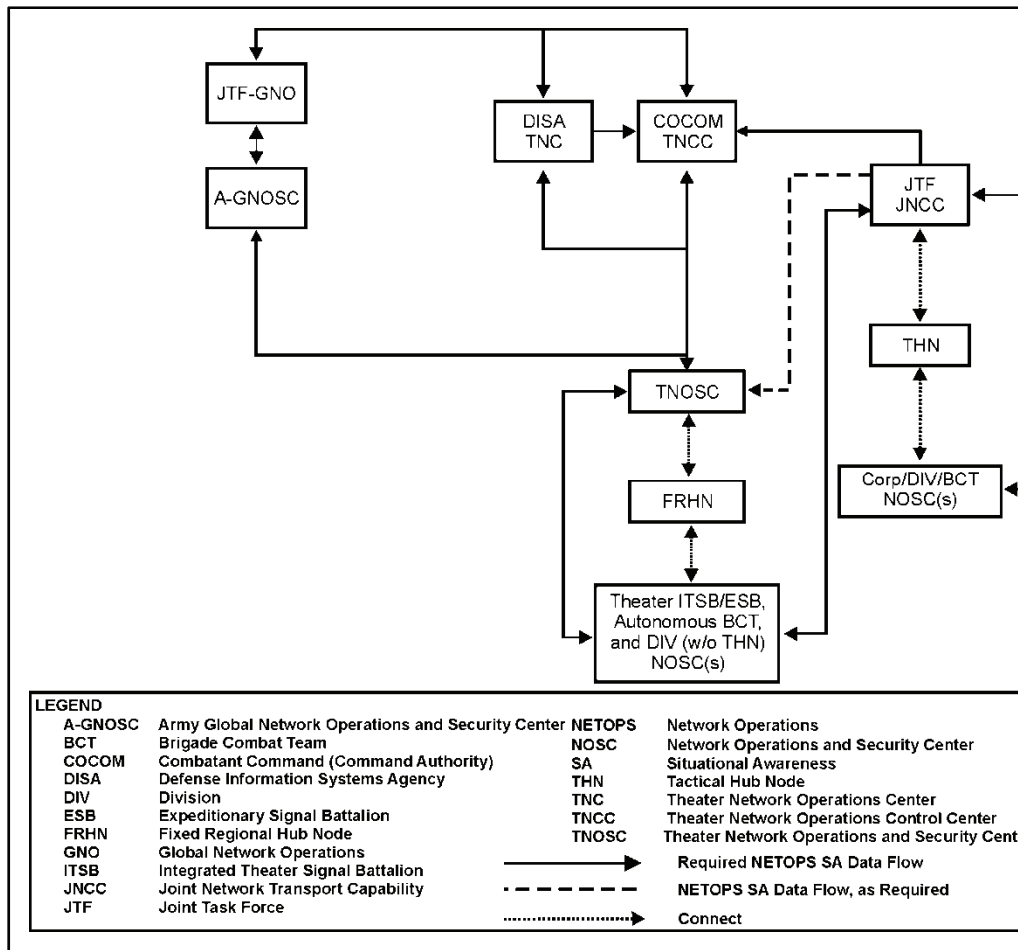 JTF-GNO
DISA
TNC
COCOM
TNCC
A-GNOSC
JTF
JNCC
THN
TNOSC
Corp/DIV/BCT
NOSC(s)
FRHN
Theater ITSB/ESB,
Autonomous BCT,
and DIV (w/o THN)
NOSC(s)
LEGEND
A-GNOSC Army Global Network Operations and Security Center
BCT Brigade Combat Team
COCOM Combatant Command (Command Authority)
DISA Defense Information Systems Agency
DIV Division
ESB Expeditionary Signal Battalion
FRHN Fixed Regional Hub Node
GNO Global Network Operations
ITSB Integrated Theater Signal Battalion
JNCC Joint Network Transport Capability
JTF Joint Task Force
NETOPS Network Operations
NOSC Network Operations and Security Center
SA Situational Awareness
THN Tactical Hub Node
TNC Theater Network Operations Center
TNCC Theater Network Operations Control Center
TNOSC Theater Network Operations and Security Cent
Required NETOPS SA Data Flow
NETOPS SA Data Flow, as Required
Connect